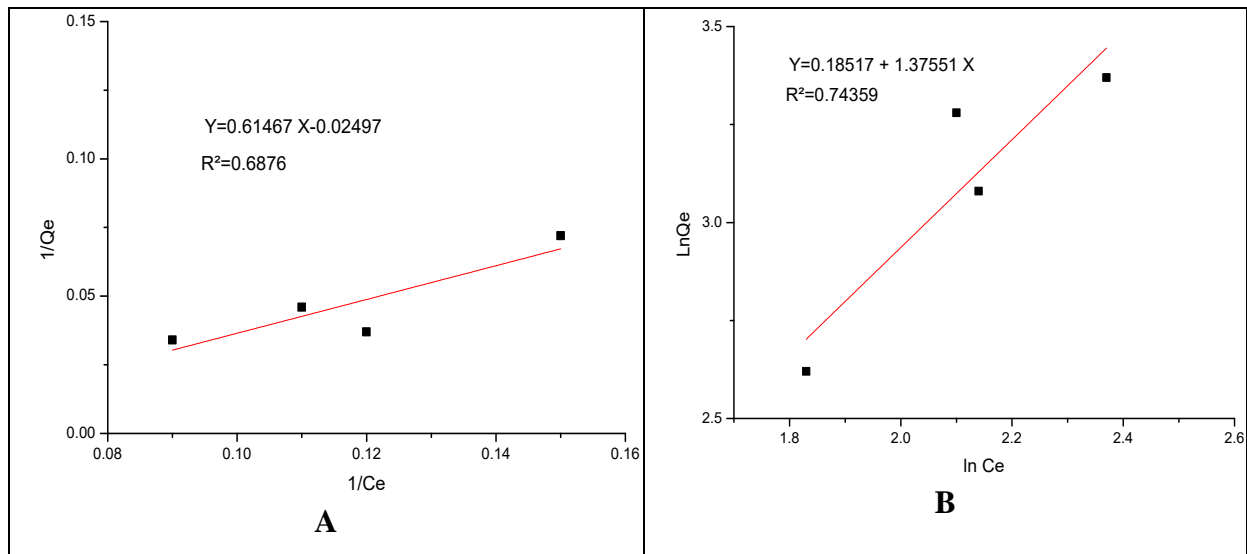 0.15
0.10
0.05
0.00
0.08
0.10
0.12
0.14
0.16
1/Qe
1/Ce
Y=0.61467 X-0.02497
R²=0.6876
A
3.5
3.0
2.5
1.8
2.0
2.2
2.4
2.6
LnQe
ln Ce
Y=0.18517 + 1.37551 X
R²=0.74359
B